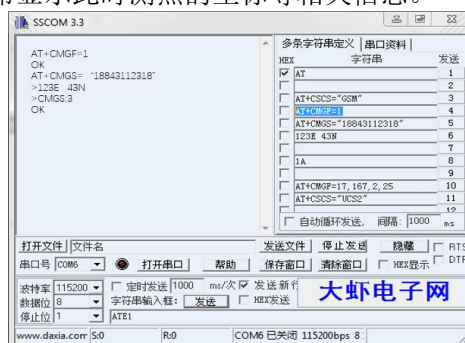 SSCOM 3.3
AT+CMGF=1
OK
AT+CMGS= "18843112318"
>123E 43N
>CMGS:3
OK
多条字符串定义 串口资料
HEX 字符串 发送
AT 1
2
AT+CSCS="GSM" 3
AT+CMGF=1 4
AT+CMGS="18843112318" 5
123E 43N 6
7
1A 8
9
AT+CMGF=17,167,2,25 10
AT+CSCS="UCS2" 11
12
自动循环发送, 间隔: 1000 ms
打开文件 文件名 发送文件 停止发送 隐藏 RTS
串口号 COM6 打开串口 帮助 保存窗口 清除窗口 HEX显示 DTR
波特率 115200 定时发送 1000 ms/次 发送新行
数据位 8 字符串输入框: 发送 HEX发送
停止位 1 ATE1
大虾电子网
www.daxia.com S:0 R:0 COM6 已关闭 115200bps 8